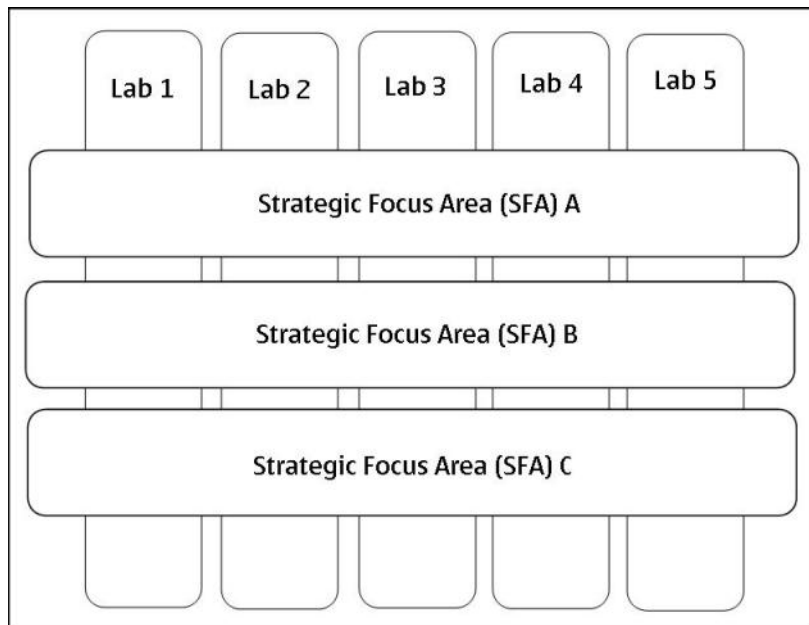 Lab 1
Lab 2
Lab 3
Lab 4
Lab 5
Strategic Focus Area (SFA) A
Strategic Focus Area (SFA) B
Strategic Focus Area (SFA) C